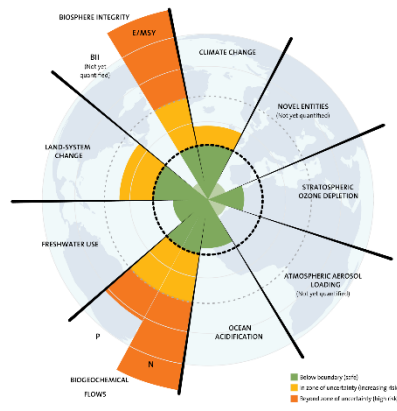 BIOSPHERE INTEGRITY
E/MSY
CLIMATE CHANGE
BII
(Not yet
quantified)
NOVEL ENTITIES
(Not yet quantified)
LAND-SYSTEM
CHANGE
STRATOSPHERIC
OZONE DEPLETION
FRESHWATER USE
ATMOSPHERIC AEROSOL
LOADING
(Not yet quantified)
P
OCEAN
ACIDIFICATION
N
BIOGEOCHEMICAL
FLOWS
Below boundary (safe)
In zone of uncertainty (increasing risk
Beyond zone of uncertainty (high risk